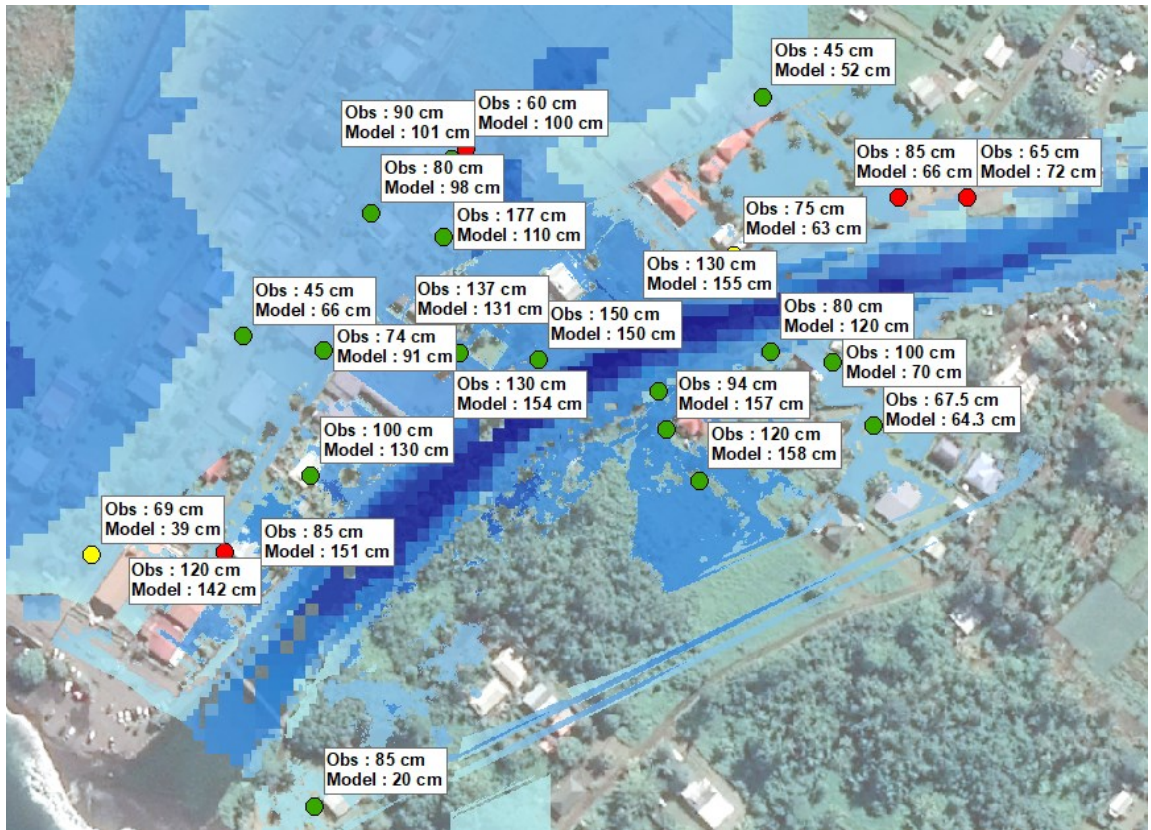 Obs : 45 cm
Model : 52 cm
Obs : 90 cm
Model : 101 cm
Obs : 60 cm
Model : 100 cm
Obs : 80 cm
Model : 98 cm
Obs : 85 cm
Model : 66 cm
Obs : 65 cm
Model : 72 cm
Obs : 177 cm
Model : 110 cm
Obs : 75 cm
Model : 63 cm
Obs : 130 cm
Model : 155 cm
Obs : 45 cm
Model : 66 cm
Obs : 137 cm
Model : 131 cm
Obs : 150 cm
Model : 150 cm
Obs : 80 cm
Model : 120 cm
Obs : 74 cm
Model : 91 cm
Obs : 100 cm
Model : 70 cm
Obs : 130 cm
Model : 154 cm
Obs : 94 cm
Model : 157 cm
Obs : 67.5 cm
Model : 64.3 cm
Obs : 100 cm
Model : 130 cm
Obs : 120 cm
Model : 158 cm
Obs : 69 cm
Model : 39 cm
Obs : 85 cm
Model : 151 cm
Obs : 120 cm
Model : 142 cm
Obs : 85 cm
Model : 20 cm